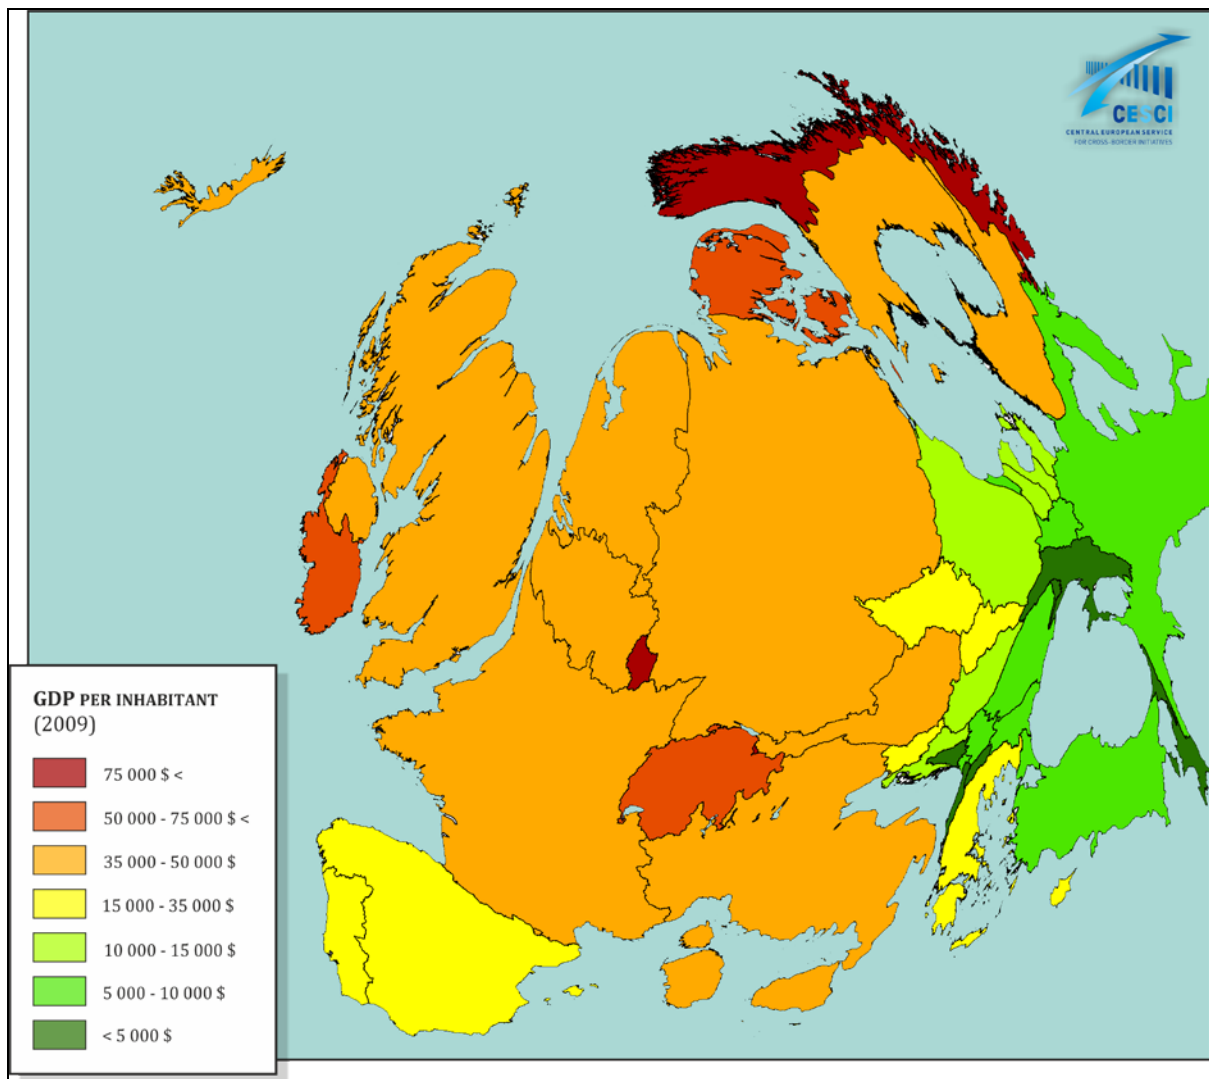 CESCI
CENTRAL EUROPEAN SERVICE
FOR CROSS-BORDER INITIATIVES
GDP PER INHABITANT
(2009)
75 000 $ <
50 000 - 75 000 $ <
35 000 - 50 000 $
15 000 - 35 000 $
10 000 - 15 000 $
5 000 - 10 000 $
< 5 000 $